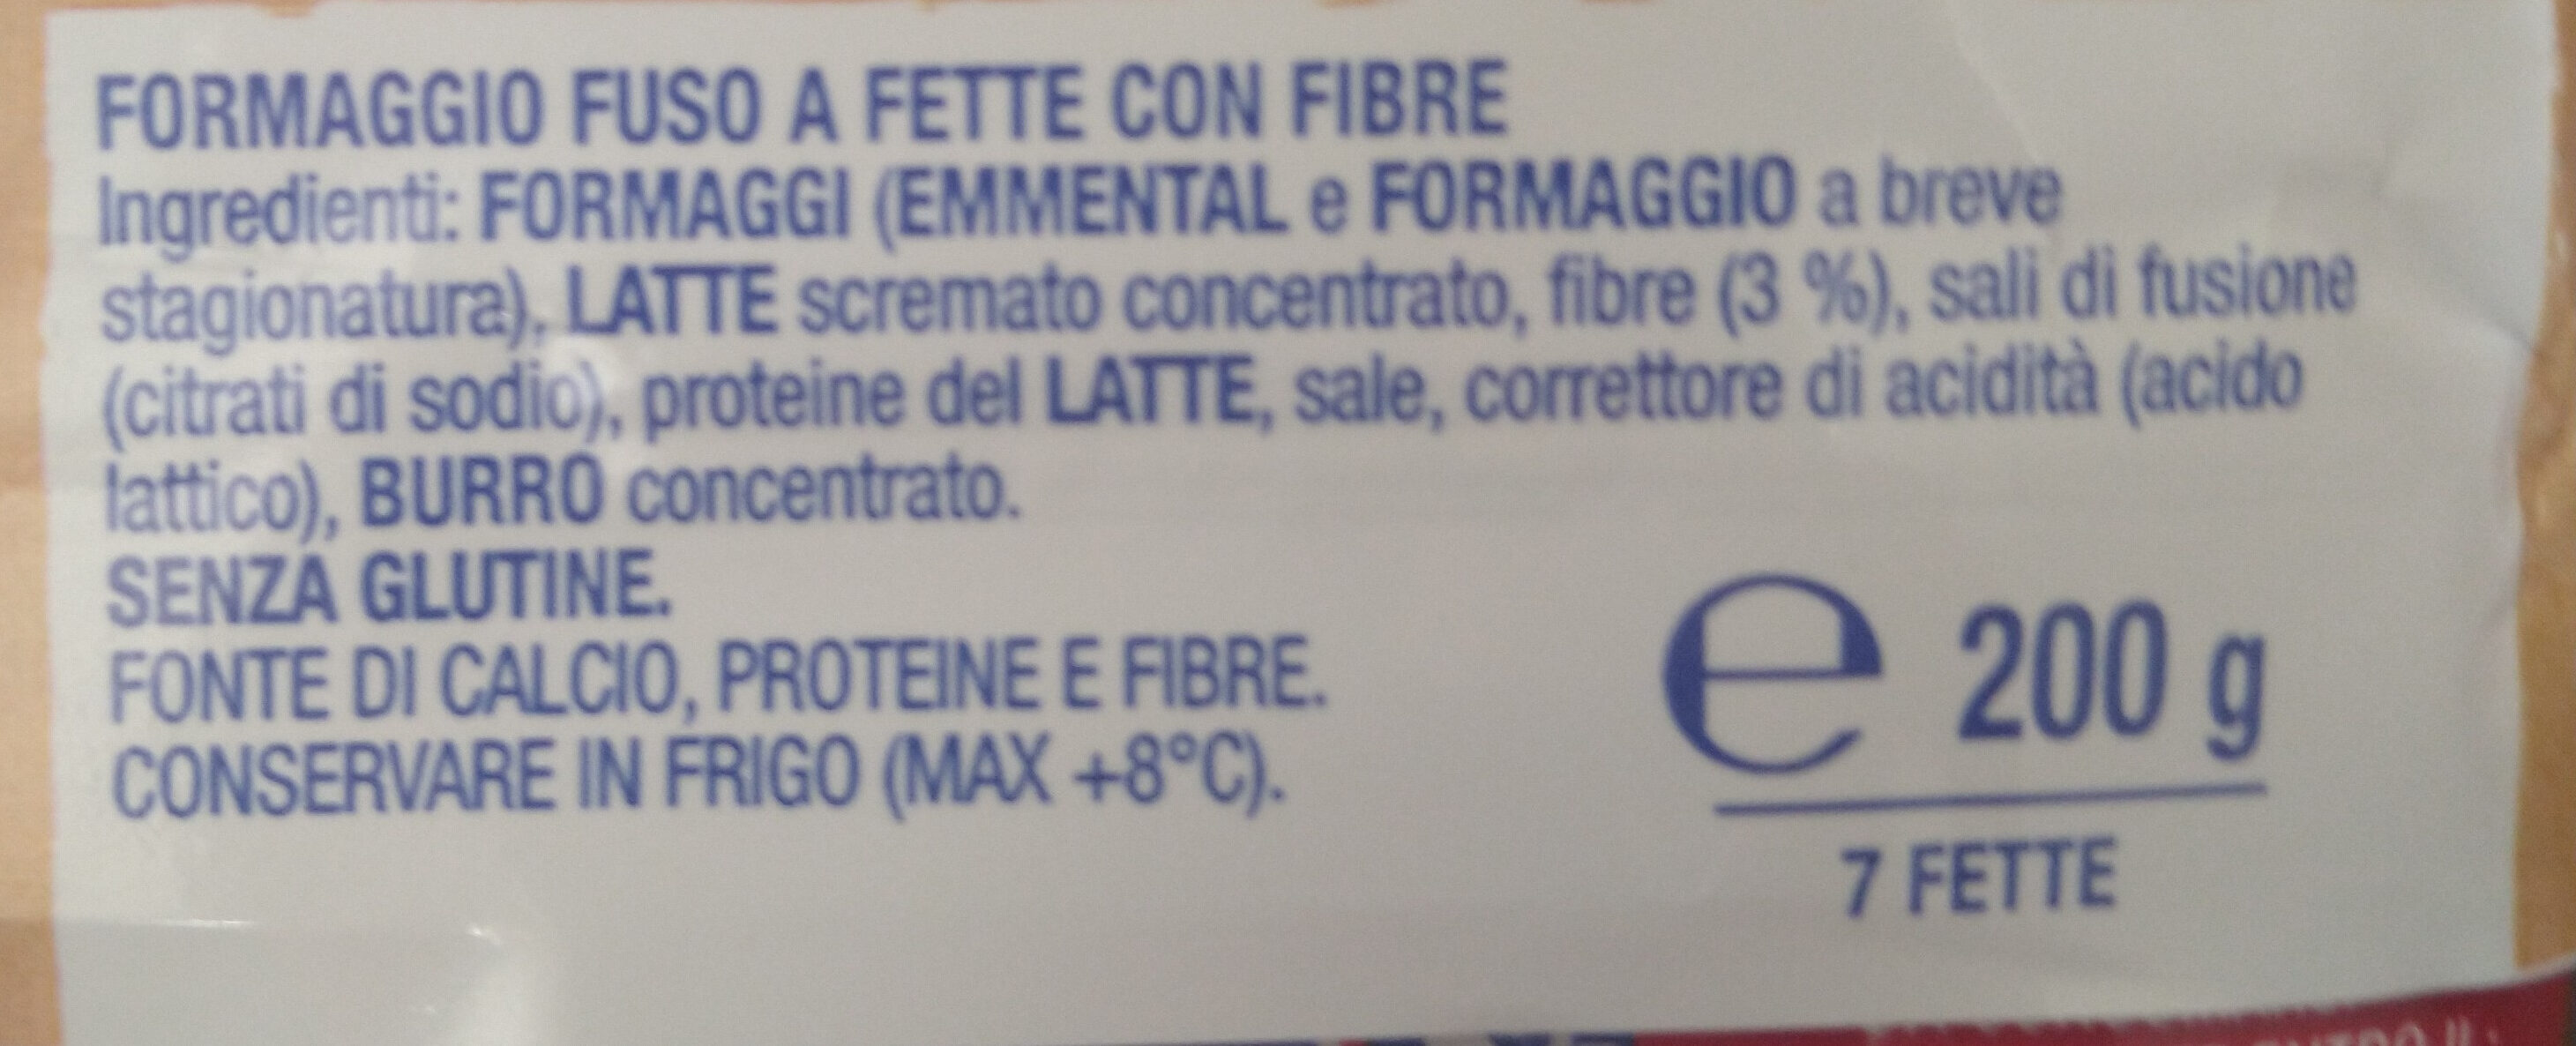 FORMAGGIO FUSO A FETTE CON FIBRE
Ingredienti: FORMAGGI (EMMENTAL e FORMAGGIO a breve
stagionatura), LATTE scremato concentrato, fibre (3 %), sali di fusione
(citrati di sodio), proteine del LATTE, sale, correttore di acidità (acido
lattico), BURRO concentrato.
SENZA GLUTINE.
FONTE DI CALCIO, PROTEINE E FIBRE.
CONSERVARE IN FRIGO (MAX +8°C).
e 200 g
7 FETTE